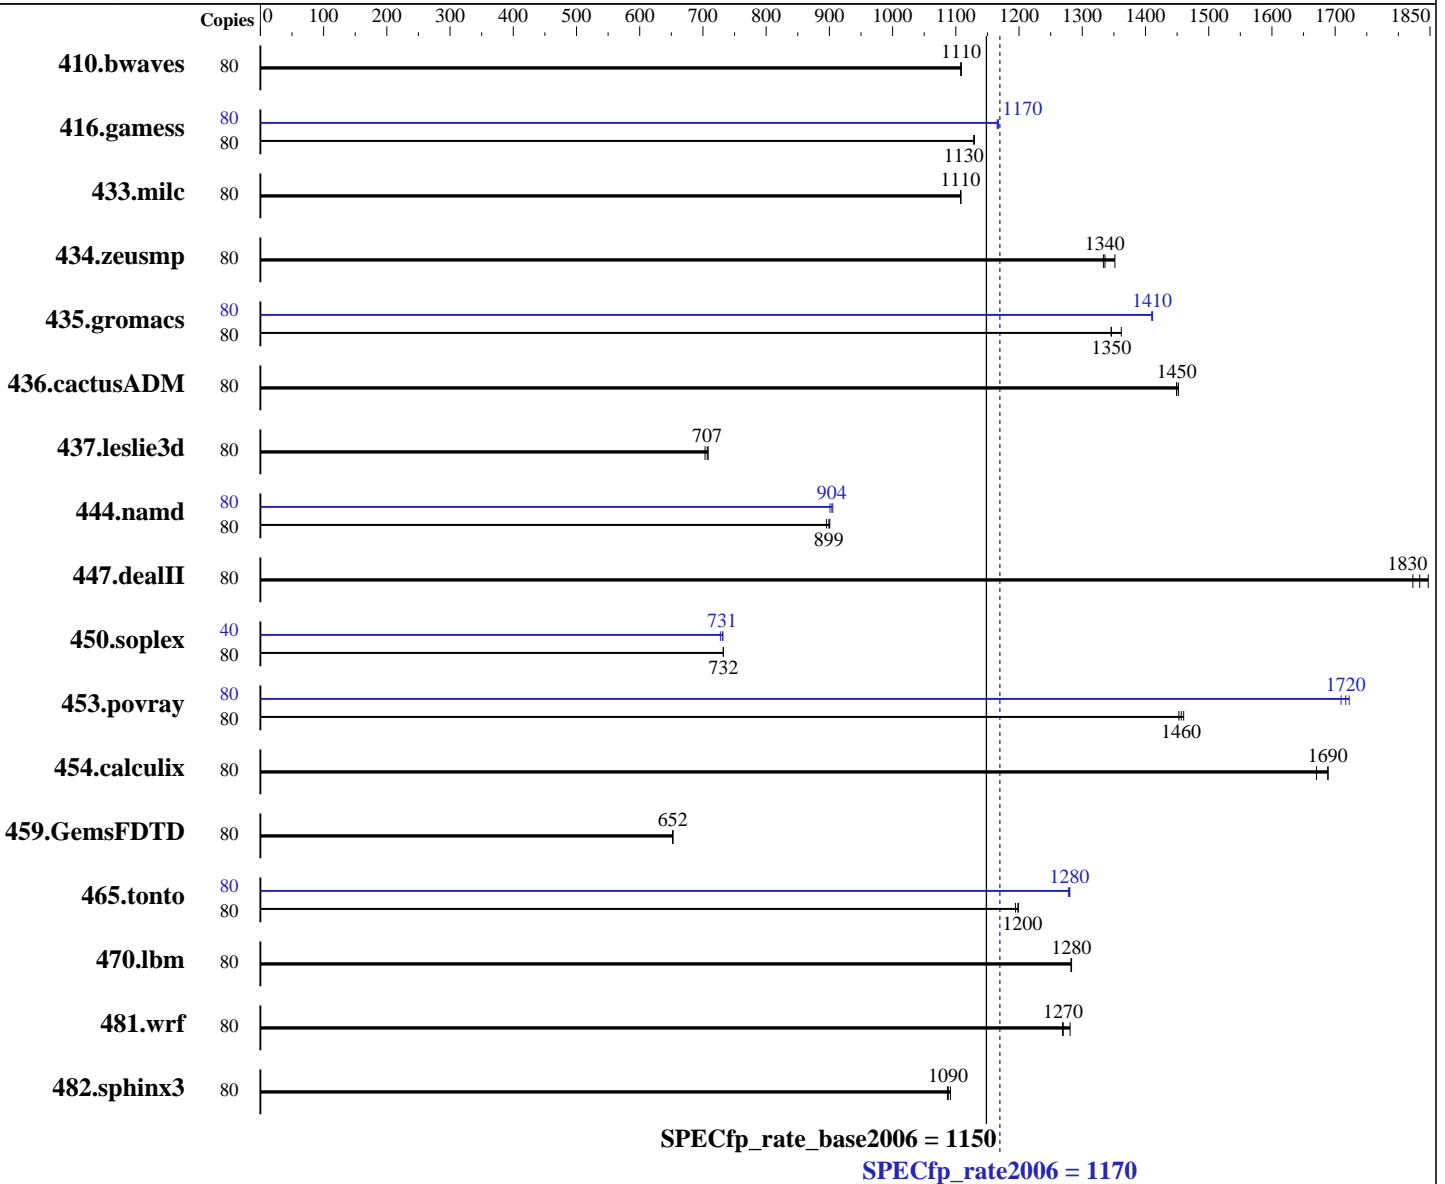 Copies 0 100 200 300 400 500 600 700 800 900 1000 1100 1200 1300 1400 1500 1600 1700 1850
410.bwaves 80 1110
416.gamess 80 1170
80 1130
433.milc 80 1110
434.zeusmp 80 1340
435.gromacs 80 1410
80 1350
436.cactusADM 80 1450
437.leslie3d 80 707
444.namd 80 904
80 899
447.dealII 80 1830
450.soplex 40 731
80 732
453.povray 80 1720
80 1460
454.calculix 80 1690
459.GemsFDTD 80 652
465.tonto 80 1280
80 1200
470.lbm 80 1280
481.wrf 80 1270
482.sphinx3 80 1090
SPECfp_rate_base2006 = 1150
SPECfp_rate2006 = 1170